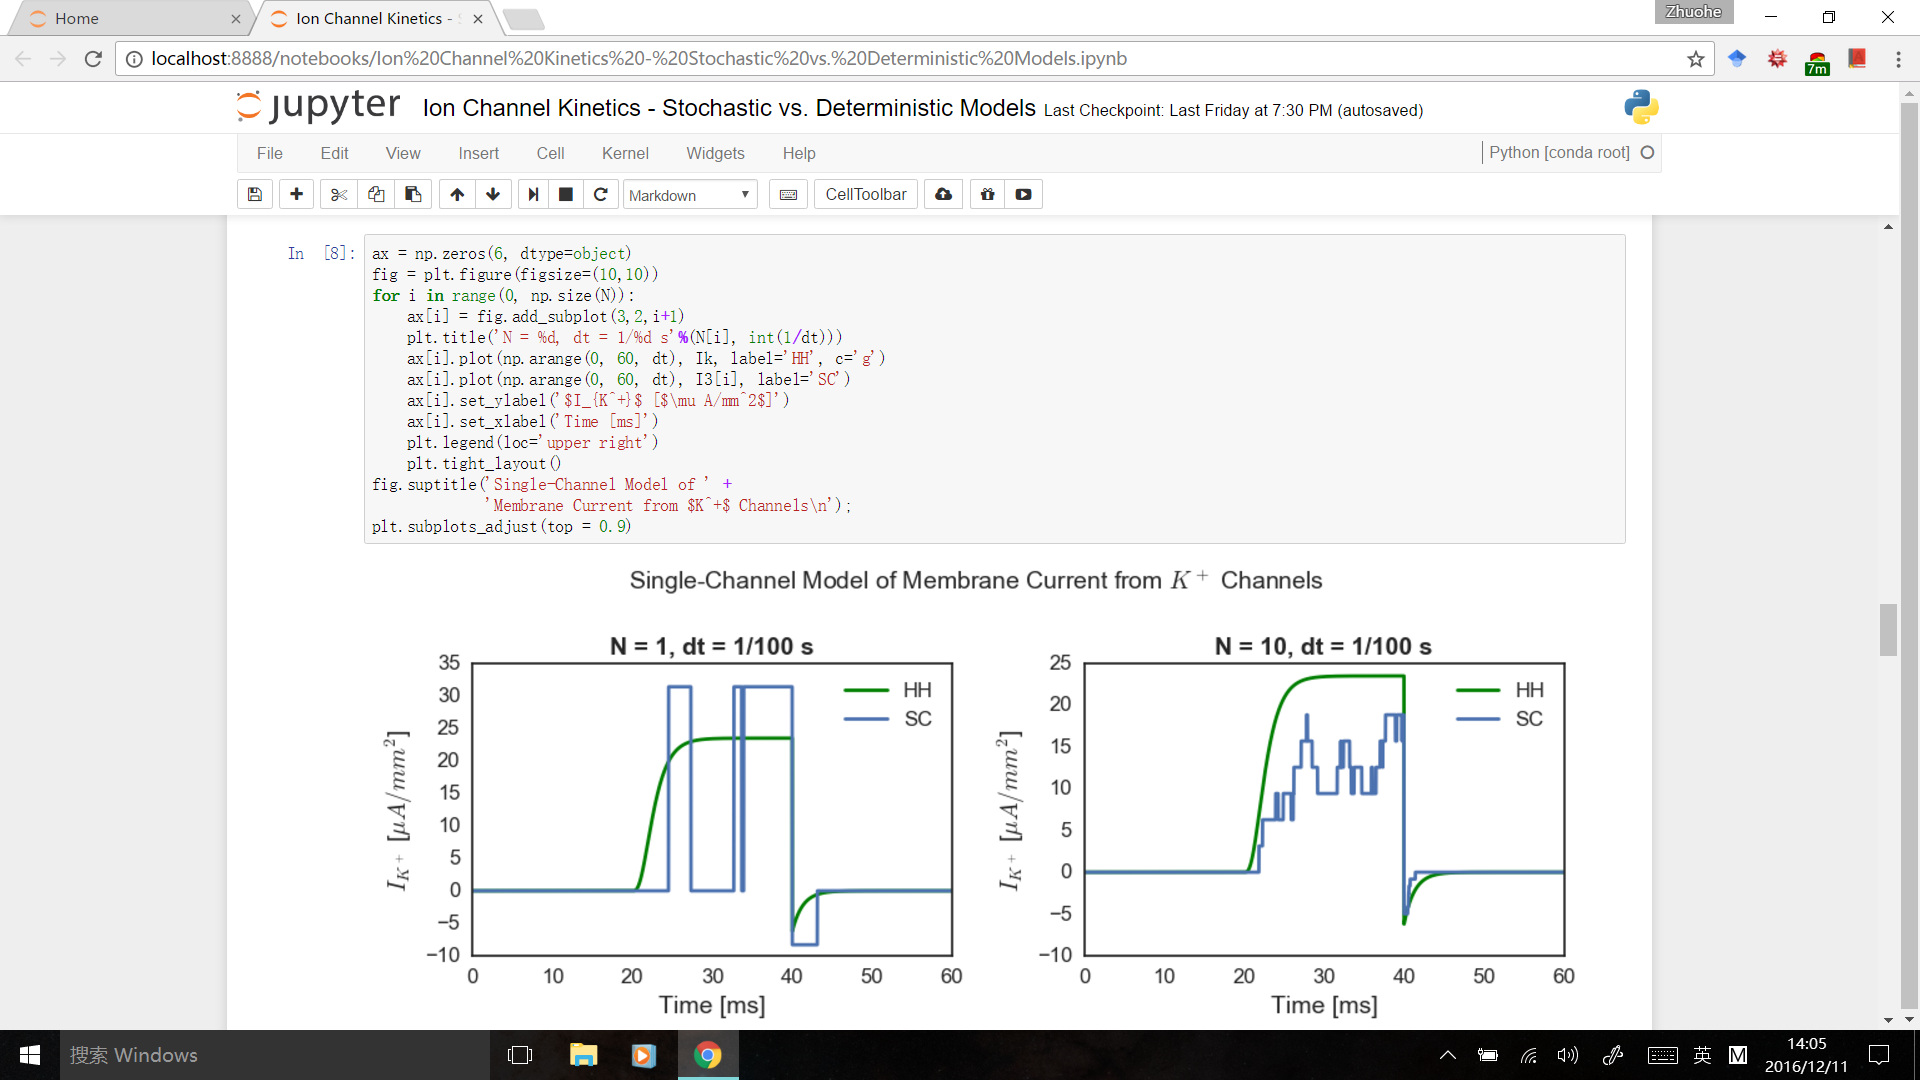 Home
Ion Channel Kinetics - S
Zhuohe
localhost:8888/notebooks/Ion%20Channel%20Kinetics%20-%20Stochastic%20vs.%20Deterministic%20Models.ipynb
7m
jupyter Ion Channel Kinetics - Stochastic vs. Deterministic Models Last Checkpoint: Last Friday at 7:30 PM (autosaved)
File Edit View Insert Cell Kernel Widgets Help Python [conda root]
Markdown CellToolbar
In [8]: ax = np.zeros(6, dtype=object)
fig = plt.figure(figsize=(10,10))
for i in range(0, np.size(N)):
    ax[i] = fig.add_subplot(3,2,i+1)
    plt.title('N = %d, dt = 1/%d s'%(N[i], int(1/dt)))
    ax[i].plot(np.arange(0, 60, dt), Ik, label='HH', c='g')
    ax[i].plot(np.arange(0, 60, dt), I3[i], label='SC')
    ax[i].set_ylabel('$I_{K^+}$ [$\mu A/mm^2$]')
    ax[i].set_xlabel('Time [ms]')
    plt.legend(loc='upper right')
    plt.tight_layout()
fig.suptitle('Single-Channel Model of ' +
             'Membrane Current from $K^+$ Channels\n');
plt.subplots_adjust(top = 0.9)
Single-Channel Model of Membrane Current from K⁺ Channels
N = 1, dt = 1/100 s
35
30
25
20
15
10
5
0
−5
−10
I_K⁺ [μA/mm²]
HH
SC
0 10 20 30 40 50 60
Time [ms]
N = 10, dt = 1/100 s
25
20
15
10
5
0
−5
−10
I_K⁺ [μA/mm²]
HH
SC
0 10 20 30 40 50 60
Time [ms]
搜索 Windows
英 M
14:05
2016/12/11